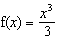 f(x) = x³/3